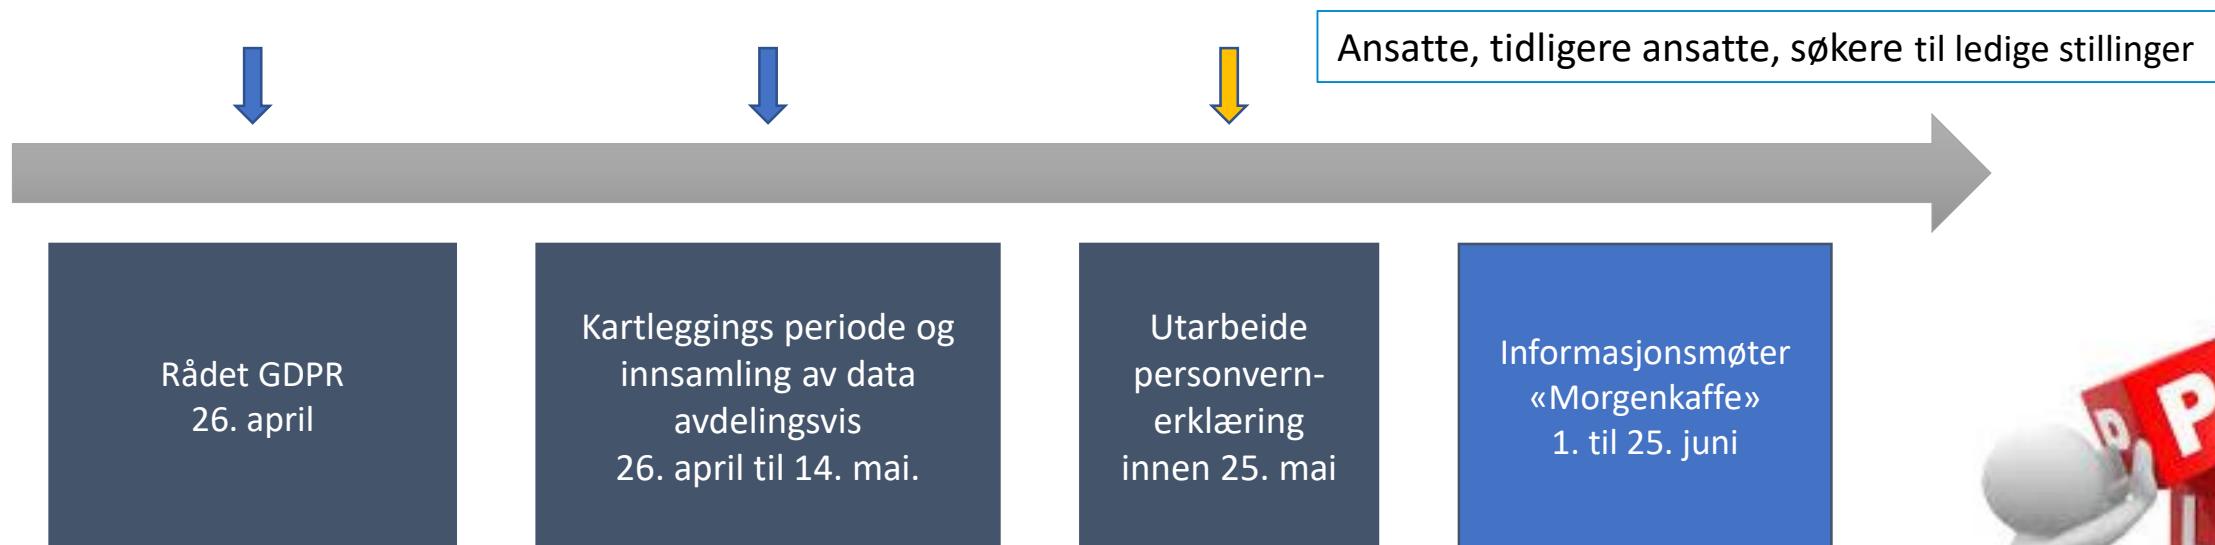 Ansatte, tidligere ansatte, søkere til ledige stillinger
Rådet GDPR
26. april
Kartleggings periode og
innsamling av data
avdelingsvis
26. april til 14. mai.
Utarbeide
personvern-
erklæring
innen 25. mai
Informasjonsmøter
«Morgenkaffe»
1. til 25. juni
D P